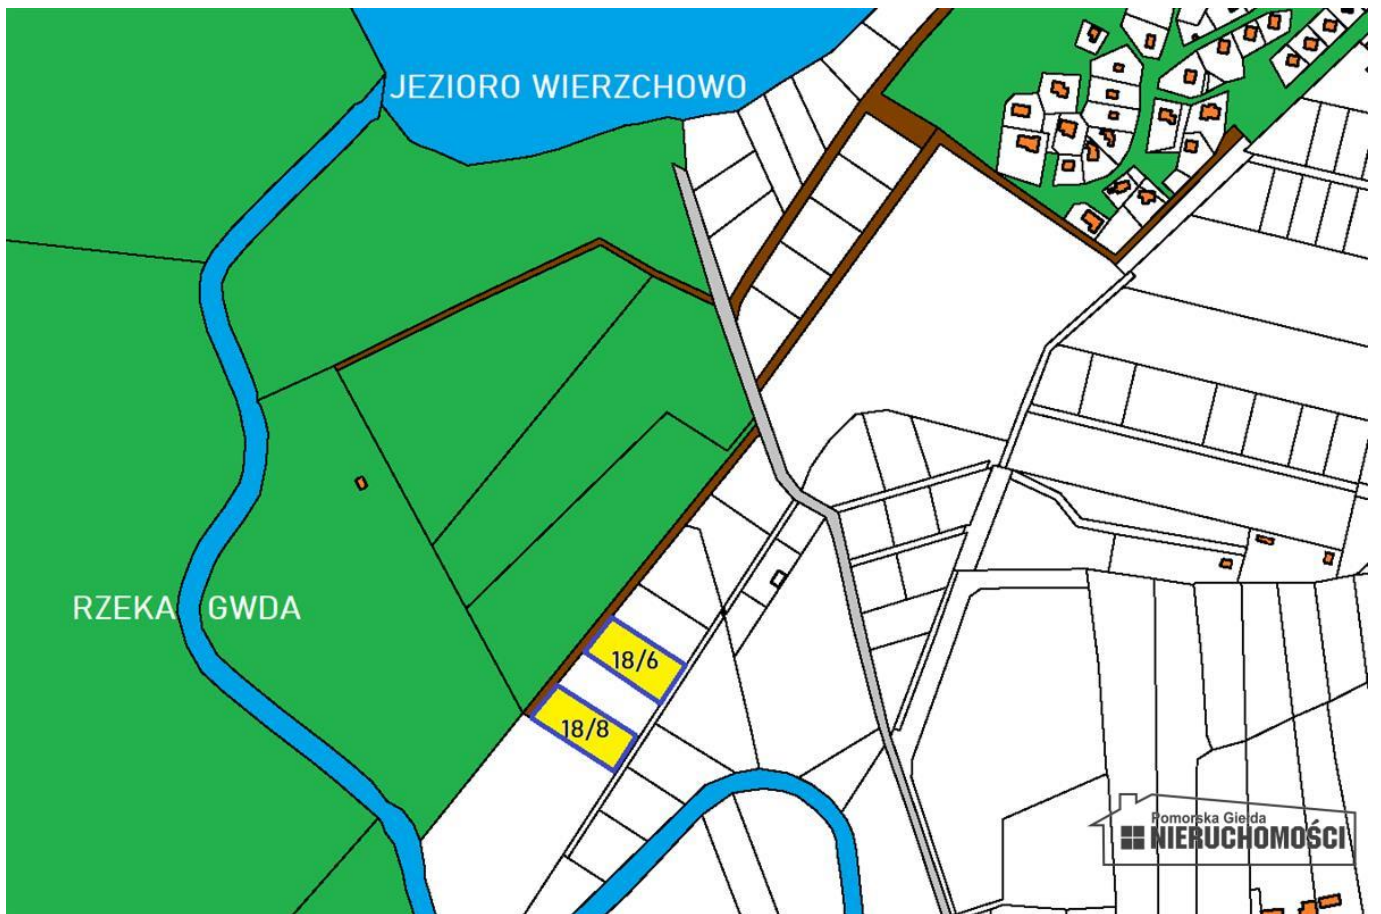 JEZIORO WIERZCHOWO
RZEKA GWDA
18/6
18/8
Pomorska Giełda
NIERUCHOMOŚCI